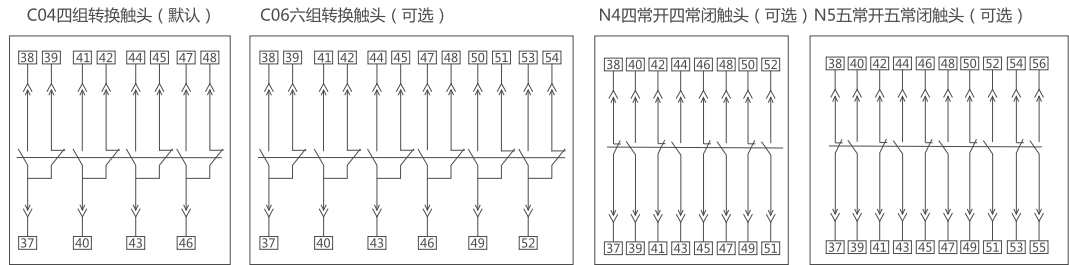 C04四组转换触头（默认） C06六组转换触头（可选） N4四常开四常闭触头（可选） N5五常开五常闭触头（可选）
38 39 41 42 44 45 47 48
37 40 43 46
38 39 41 42 44 45 47 48 50 51 53 54
37 40 43 46 49 52
38 40 42 44 46 48 50 52
37 39 41 43 45 47 49 51
38 40 42 44 46 48 50 52 54 56
37 39 41 43 45 47 49 51 53 55